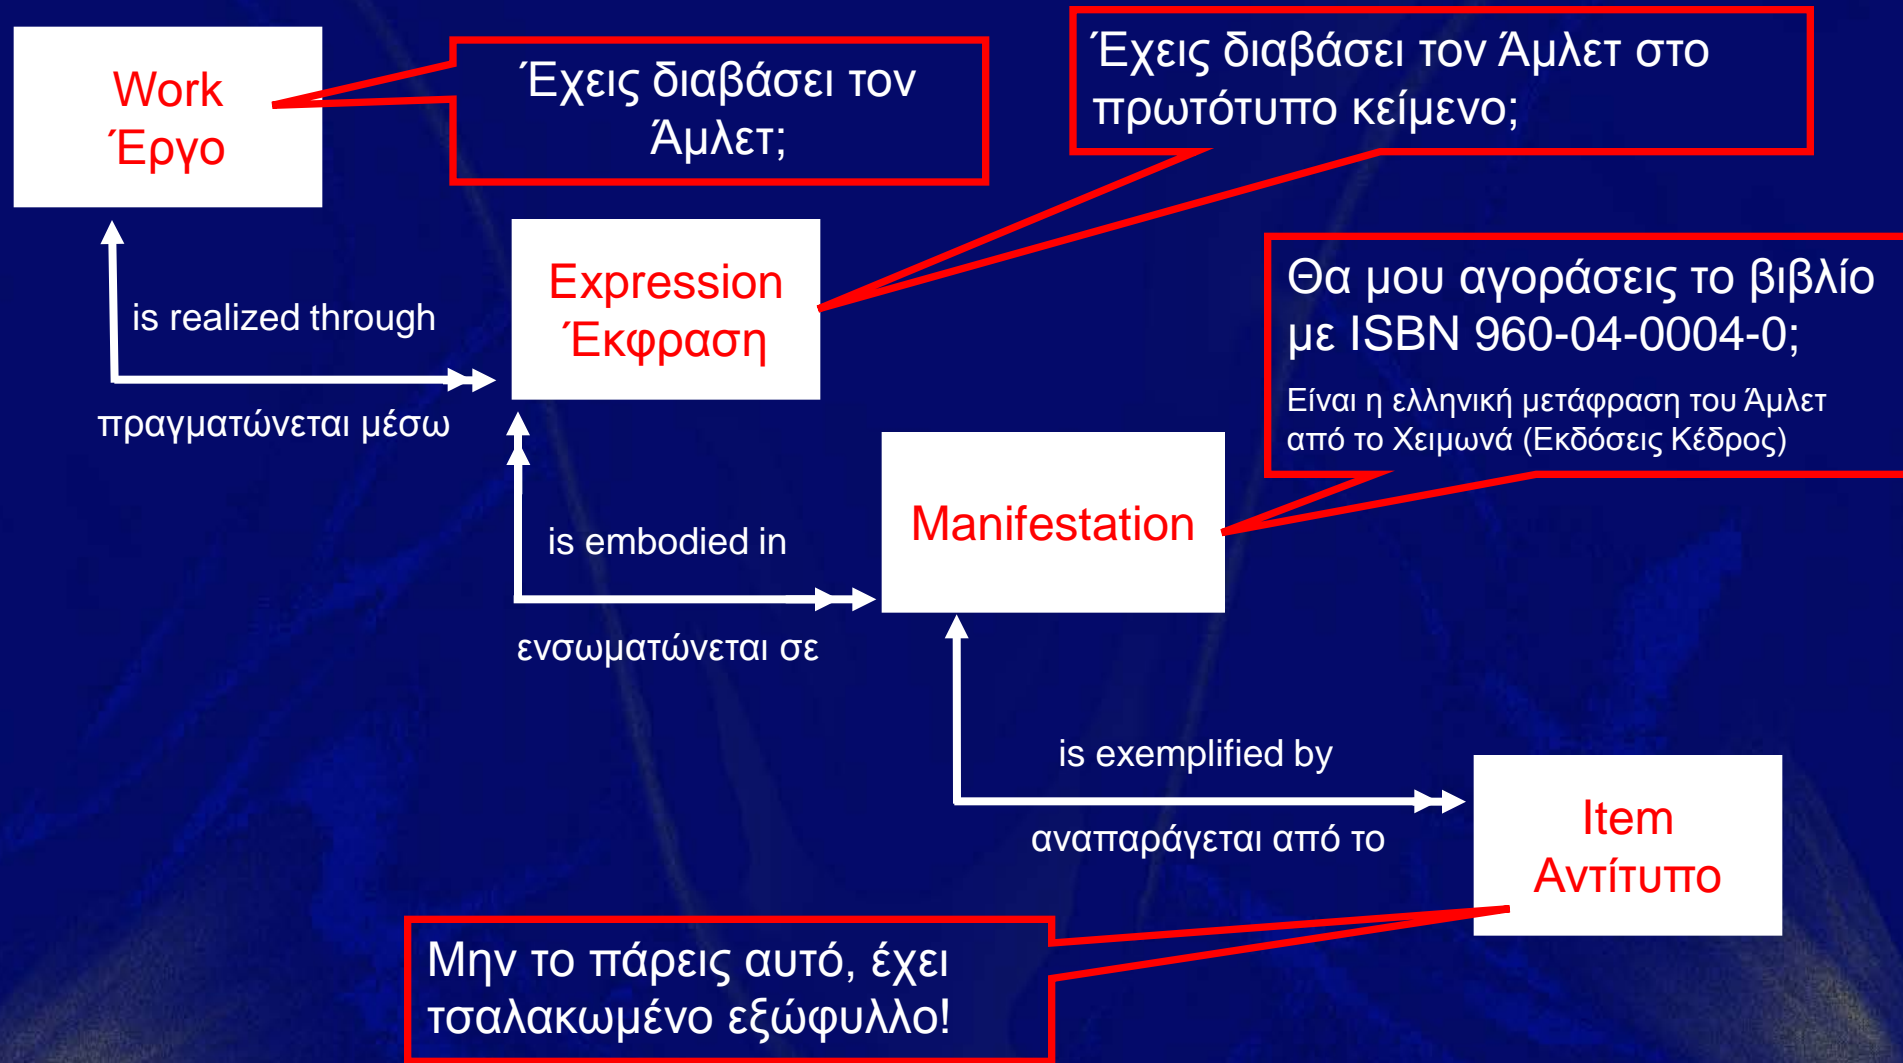 Work
Έργο
Έχεις διαβάσει τον
Άμλετ;
Έχεις διαβάσει τον Άμλετ στο
πρωτότυπο κείμενο;
is realized through
πραγματώνεται μέσω
Expression
Έκφραση
Θα μου αγοράσεις το βιβλίο
με ISBN 960-04-0004-0;
Είναι η ελληνική μετάφραση του Άμλετ
από το Χειμωνά (Εκδόσεις Κέδρος)
is embodied in
ενσωματώνεται σε
Manifestation
is exemplified by
αναπαράγεται από το
Item
Αντίτυπο
Μην το πάρεις αυτό, έχει
τσαλακωμένο εξώφυλλο!